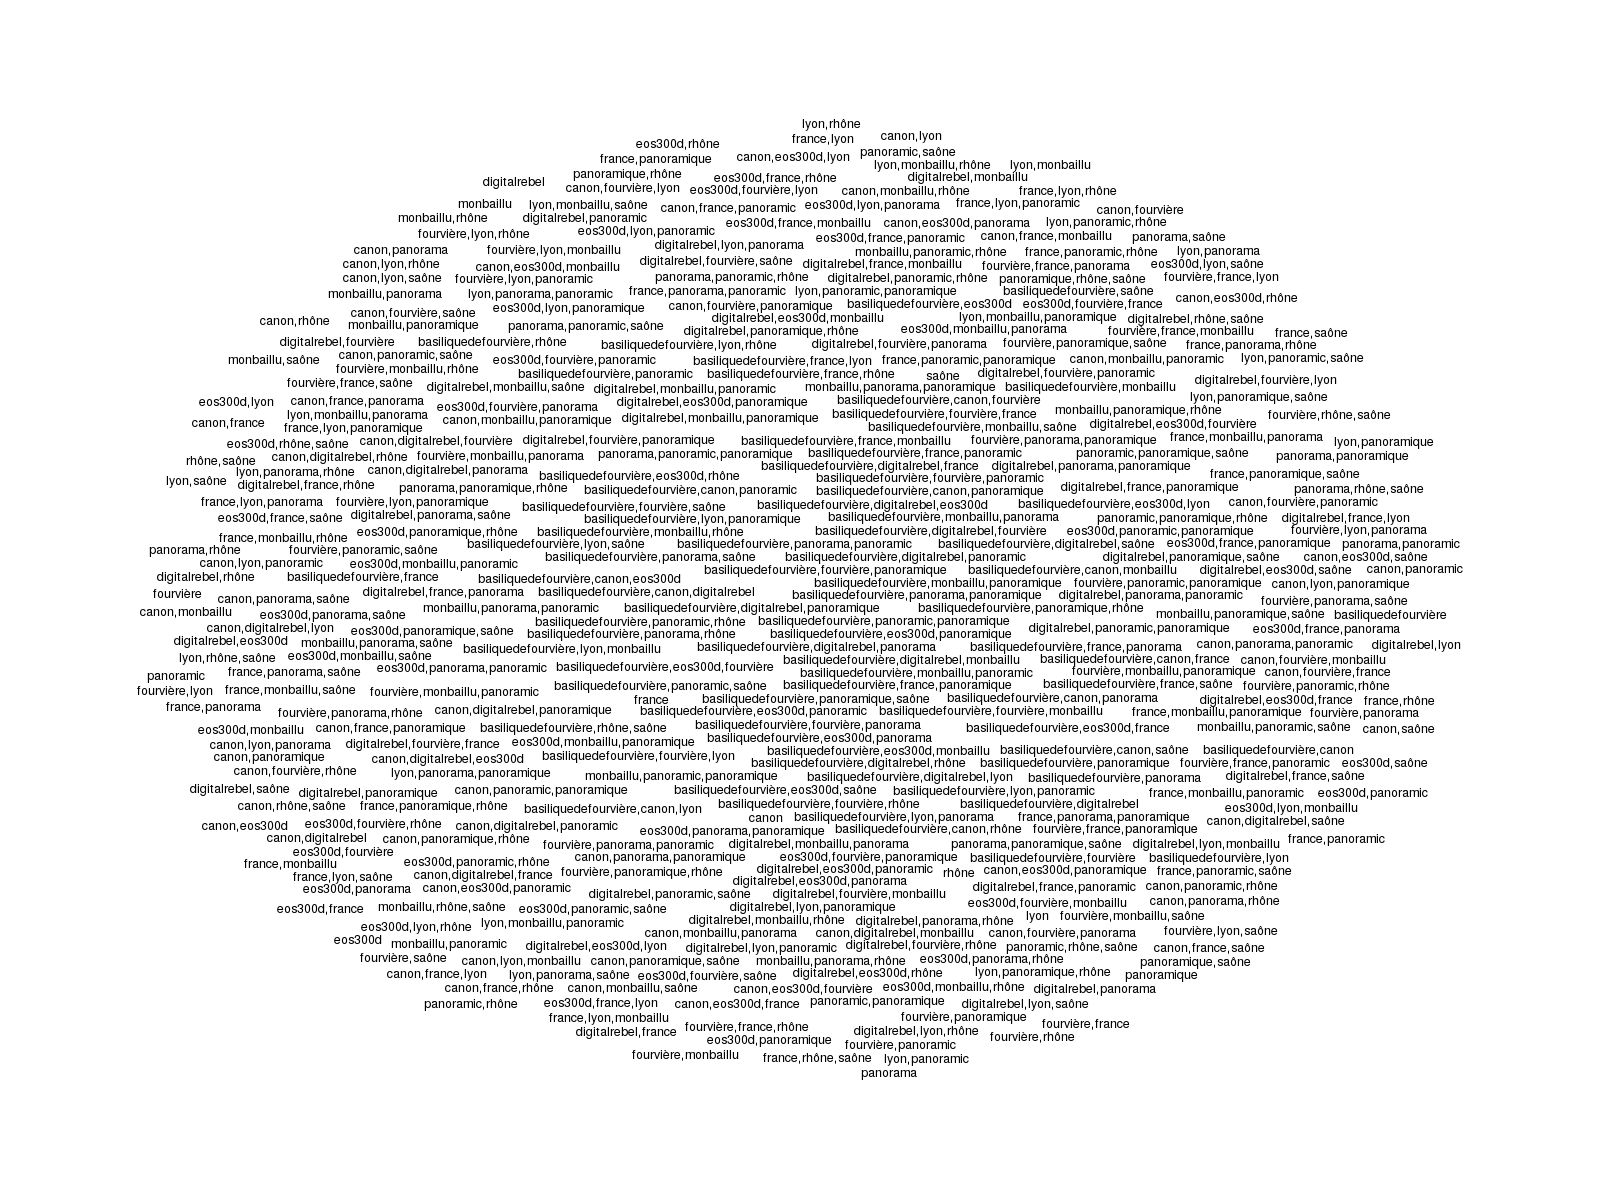 lyon,rhône
france,lyon canon,lyon
eos300d,rhône panoramic,saône
france,panoramique canon,eos300d,lyon
lyon,monbaillu,rhône lyon,monbaillu
panoramique,rhône eos300d,france,rhône digitalrebel,monbaillu
digitalrebel canon,fourvière,lyon eos300d,fourvière,lyon canon,monbaillu,rhône france,lyon,rhône
monbaillu lyon,monbaillu,saône canon,france,panoramic eos300d,lyon,panorama france,lyon,panoramic canon,fourvière
monbaillu,rhône digitalrebel,panoramic eos300d,france,monbaillu canon,eos300d,panorama lyon,panoramic,rhône
fourvière,lyon,rhône eos300d,lyon,panoramic eos300d,france,panoramic canon,france,monbaillu panorama,saône
canon,panorama fourvière,lyon,monbaillu digitalrebel,lyon,panorama monbaillu,panoramic,rhône france,panoramic,rhône lyon,panorama
canon,lyon,rhône canon,eos300d,monbaillu digitalrebel,fourvière,saône digitalrebel,france,monbaillu fourvière,france,panorama eos300d,lyon,saône
canon,lyon,saône fourvière,lyon,panoramic panorama,panoramic,rhône digitalrebel,panoramic,rhône panoramique,rhône,saône fourvière,france,lyon
monbaillu,panorama lyon,panorama,panoramic france,panorama,panoramic lyon,panoramic,panoramique basiliquedefourvière,saône canon,eos300d,rhône
canon,fourvière,saône eos300d,lyon,panoramique canon,fourvière,panoramique basiliquedefourvière,eos300d eos300d,fourvière,france
canon,rhône monbaillu,panoramique panorama,panoramic,saône digitalrebel,eos300d,monbaillu lyon,monbaillu,panoramique digitalrebel,rhône,saône
digitalrebel,panoramique,rhône eos300d,monbaillu,panorama fourvière,france,monbaillu france,saône
digitalrebel,fourvière basiliquedefourvière,rhône basiliquedefourvière,lyon,rhône digitalrebel,fourvière,panorama fourvière,panoramique,saône france,panorama,rhône
monbaillu,saône canon,panoramic,saône eos300d,fourvière,panoramic basiliquedefourvière,france,lyon france,panoramic,panoramique canon,monbaillu,panoramic lyon,panoramic,saône
fourvière,monbaillu,rhône basiliquedefourvière,panoramic basiliquedefourvière,france,rhône saône digitalrebel,fourvière,panoramic
fourvière,france,saône digitalrebel,monbaillu,saône digitalrebel,monbaillu,panoramic monbaillu,panorama,panoramique basiliquedefourvière,monbaillu digitalrebel,fourvière,lyon
eos300d,lyon canon,france,panorama eos300d,fourvière,panorama digitalrebel,eos300d,panoramique basiliquedefourvière,canon,fourvière lyon,panoramique,saône
canon,france lyon,monbaillu,panorama canon,monbaillu,panoramique digitalrebel,monbaillu,panoramique basiliquedefourvière,fourvière,france monbaillu,panoramique,rhône fourvière,rhône,saône
france,lyon,panoramique basiliquedefourvière,monbaillu,saône digitalrebel,eos300d,fourvière
eos300d,rhône,saône canon,digitalrebel,fourvière digitalrebel,fourvière,panoramique basiliquedefourvière,france,monbaillu fourvière,panorama,panoramique france,monbaillu,panorama lyon,panoramique
rhône,saône canon,digitalrebel,rhône fourvière,monbaillu,panorama panorama,panoramic,panoramique basiliquedefourvière,france,panoramic panoramic,panoramique,saône panorama,panoramique
lyon,panorama,rhône canon,digitalrebel,panorama basiliquedefourvière,eos300d,rhône basiliquedefourvière,digitalrebel,france digitalrebel,panorama,panoramique france,panoramique,saône
lyon,saône digitalrebel,france,rhône panorama,panoramique,rhône basiliquedefourvière,canon,panoramic basiliquedefourvière,fourvière,panoramic digitalrebel,france,panoramique panorama,rhône,saône
basiliquedefourvière,canon,panoramique
france,lyon,panorama fourvière,lyon,panoramique basiliquedefourvière,fourvière,saône basiliquedefourvière,digitalrebel,eos300d basiliquedefourvière,eos300d,lyon canon,fourvière,panoramic
eos300d,france,saône digitalrebel,panorama,saône basiliquedefourvière,lyon,panoramique basiliquedefourvière,monbaillu,panorama panoramic,panoramique,rhône digitalrebel,france,lyon
france,monbaillu,rhône eos300d,panoramique,rhône basiliquedefourvière,monbaillu,rhône basiliquedefourvière,digitalrebel,fourvière eos300d,panoramic,panoramique fourvière,lyon,panorama
panorama,rhône fourvière,panoramic,saône basiliquedefourvière,lyon,saône basiliquedefourvière,panorama,panoramic basiliquedefourvière,digitalrebel,saône eos300d,france,panoramique panorama,panoramic
canon,lyon,panoramic eos300d,monbaillu,panoramic basiliquedefourvière,panorama,saône basiliquedefourvière,digitalrebel,panoramic digitalrebel,panoramique,saône canon,eos300d,saône
digitalrebel,rhône basiliquedefourvière,france basiliquedefourvière,canon,eos300d basiliquedefourvière,fourvière,panoramique basiliquedefourvière,canon,monbaillu digitalrebel,eos300d,saône canon,panoramic
basiliquedefourvière,monbaillu,panoramique fourvière,panoramic,panoramique canon,lyon,panoramique
fourvière canon,panorama,saône digitalrebel,france,panorama basiliquedefourvière,canon,digitalrebel basiliquedefourvière,panorama,panoramique digitalrebel,panorama,panoramic fourvière,panorama,saône
canon,monbaillu eos300d,panorama,saône monbaillu,panorama,panoramic basiliquedefourvière,digitalrebel,panoramique basiliquedefourvière,panoramique,rhône monbaillu,panoramique,saône basiliquedefourvière
canon,digitalrebel,lyon eos300d,panoramique,saône basiliquedefourvière,panoramic,rhône basiliquedefourvière,panoramic,panoramique digitalrebel,panoramic,panoramique eos300d,france,panorama
digitalrebel,eos300d monbaillu,panorama,saône basiliquedefourvière,panorama,rhône basiliquedefourvière,eos300d,panoramique
lyon,rhône,saône eos300d,monbaillu,saône basiliquedefourvière,lyon,monbaillu basiliquedefourvière,digitalrebel,panorama basiliquedefourvière,france,panorama canon,panorama,panoramic digitalrebel,lyon
panoramic france,panorama,saône eos300d,panorama,panoramic basiliquedefourvière,eos300d,fourvière basiliquedefourvière,digitalrebel,monbaillu basiliquedefourvière,canon,france canon,fourvière,monbaillu
basiliquedefourvière,monbaillu,panoramic fourvière,monbaillu,panoramique canon,fourvière,france
fourvière,lyon france,monbaillu,saône fourvière,monbaillu,panoramic basiliquedefourvière,panoramic,saône basiliquedefourvière,france,panoramique basiliquedefourvière,france,saône fourvière,panoramic,rhône
france,panorama france basiliquedefourvière,panoramique,saône basiliquedefourvière,canon,panorama digitalrebel,eos300d,france france,rhône
fourvière,panorama,rhône canon,digitalrebel,panoramique basiliquedefourvière,eos300d,panoramic basiliquedefourvière,fourvière,monbaillu france,monbaillu,panoramique fourvière,panorama
eos300d,monbaillu canon,france,panoramique basiliquedefourvière,rhône,saône basiliquedefourvière,fourvière,panorama basiliquedefourvière,eos300d,france monbaillu,panoramic,saône canon,saône
canon,lyon,panorama digitalrebel,fourvière,france eos300d,monbaillu,panoramique basiliquedefourvière,eos300d,panorama
canon,panoramique canon,digitalrebel,eos300d basiliquedefourvière,fourvière,lyon basiliquedefourvière,eos300d,monbaillu basiliquedefourvière,canon,saône basiliquedefourvière,canon
canon,fourvière,rhône lyon,panorama,panoramique basiliquedefourvière,digitalrebel,rhône basiliquedefourvière,panoramique fourvière,france,panoramic eos300d,saône
monbaillu,panoramic,panoramique basiliquedefourvière,digitalrebel,lyon basiliquedefourvière,panorama digitalrebel,france,saône
digitalrebel,saône digitalrebel,panoramique canon,panoramic,panoramique basiliquedefourvière,eos300d,saône basiliquedefourvière,lyon,panoramic france,monbaillu,panoramic eos300d,panoramic
canon,rhône,saône france,panoramique,rhône basiliquedefourvière,canon,lyon basiliquedefourvière,fourvière,rhône basiliquedefourvière,digitalrebel eos300d,lyon,monbaillu
canon,eos300d eos300d,fourvière,rhône canon,digitalrebel,panoramic canon basiliquedefourvière,lyon,panorama france,panorama,panoramique canon,digitalrebel,saône
eos300d,panorama,panoramique basiliquedefourvière,canon,rhône fourvière,france,panoramique
canon,digitalrebel canon,panoramique,rhône fourvière,panorama,panoramic digitalrebel,monbaillu,panorama panorama,panoramique,saône digitalrebel,lyon,monbaillu france,panoramic
eos300d,fourvière canon,panorama,panoramique eos300d,fourvière,panoramique basiliquedefourvière,fourvière basiliquedefourvière,lyon
france,monbaillu eos300d,panoramic,rhône fourvière,panoramique,rhône digitalrebel,eos300d,panoramic rhône canon,eos300d,panoramique france,panoramic,saône
france,lyon,saône canon,digitalrebel,france digitalrebel,eos300d,panorama
eos300d,panorama canon,eos300d,panoramic digitalrebel,panoramic,saône digitalrebel,fourvière,monbaillu digitalrebel,france,panoramic canon,panoramic,rhône
eos300d,france monbaillu,rhône,saône eos300d,panoramic,saône digitalrebel,lyon,panoramique eos300d,fourvière,monbaillu canon,panorama,rhône
eos300d,lyon,rhône lyon,monbaillu,panoramic digitalrebel,monbaillu,rhône digitalrebel,panorama,rhône lyon fourvière,monbaillu,saône
eos300d monbaillu,panoramic digitalrebel,eos300d,lyon canon,monbaillu,panorama canon,digitalrebel,monbaillu canon,fourvière,panorama fourvière,lyon,saône
digitalrebel,lyon,panoramic digitalrebel,fourvière,rhône panoramic,rhône,saône canon,france,saône
fourvière,saône canon,lyon,monbaillu canon,panoramique,saône monbaillu,panorama,rhône eos300d,panorama,rhône panoramique,saône
canon,france,lyon lyon,panorama,saône eos300d,fourvière,saône digitalrebel,eos300d,rhône lyon,panoramique,rhône panoramique
canon,france,rhône canon,monbaillu,saône canon,eos300d,fourvière eos300d,monbaillu,rhône digitalrebel,panorama
panoramic,rhône eos300d,france,lyon canon,eos300d,france panoramic,panoramique digitalrebel,lyon,saône
france,lyon,monbaillu fourvière,panoramique
digitalrebel,france fourvière,france,rhône digitalrebel,lyon,rhône fourvière,france
eos300d,panoramique fourvière,panoramic fourvière,rhône
fourvière,monbaillu france,rhône,saône lyon,panoramic
panorama